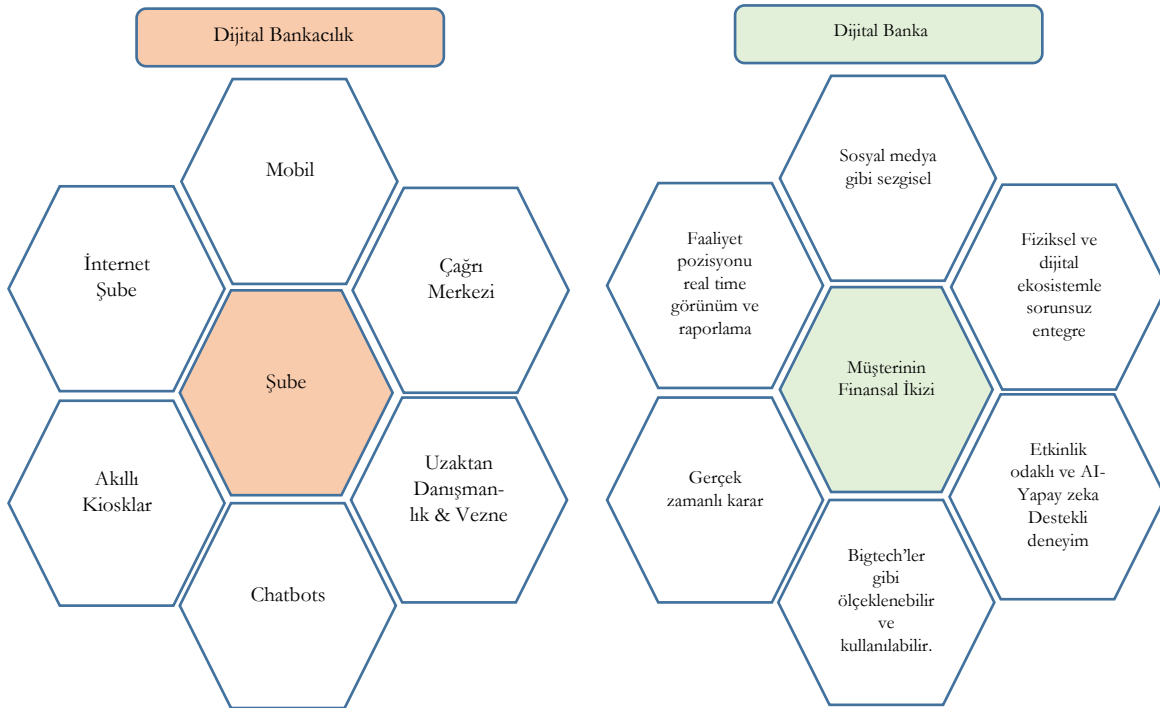 Dijital Bankacılık
Mobil
İnternet
Şube
Çağrı
Merkezi
Şube
Akıllı
Kiosklar
Uzaktan
Danışman-
lık & Vezne
Chatbots
Dijital Banka
Sosyal medya
gibi sezgisel
Faaliyet
pozisyonu
real time
görünüm ve
raporlama
Fiziksel ve
dijital
ekosistemle
sorunsuz
entegre
Müşterinin
Finansal İkizi
Gerçek
zamanlı karar
Etkinlik
odaklı ve AI-
Yapay zeka
Destekli
deneyim
Bigtech’ler
gibi
ölçeklenebilir
ve
kullanılabilir.